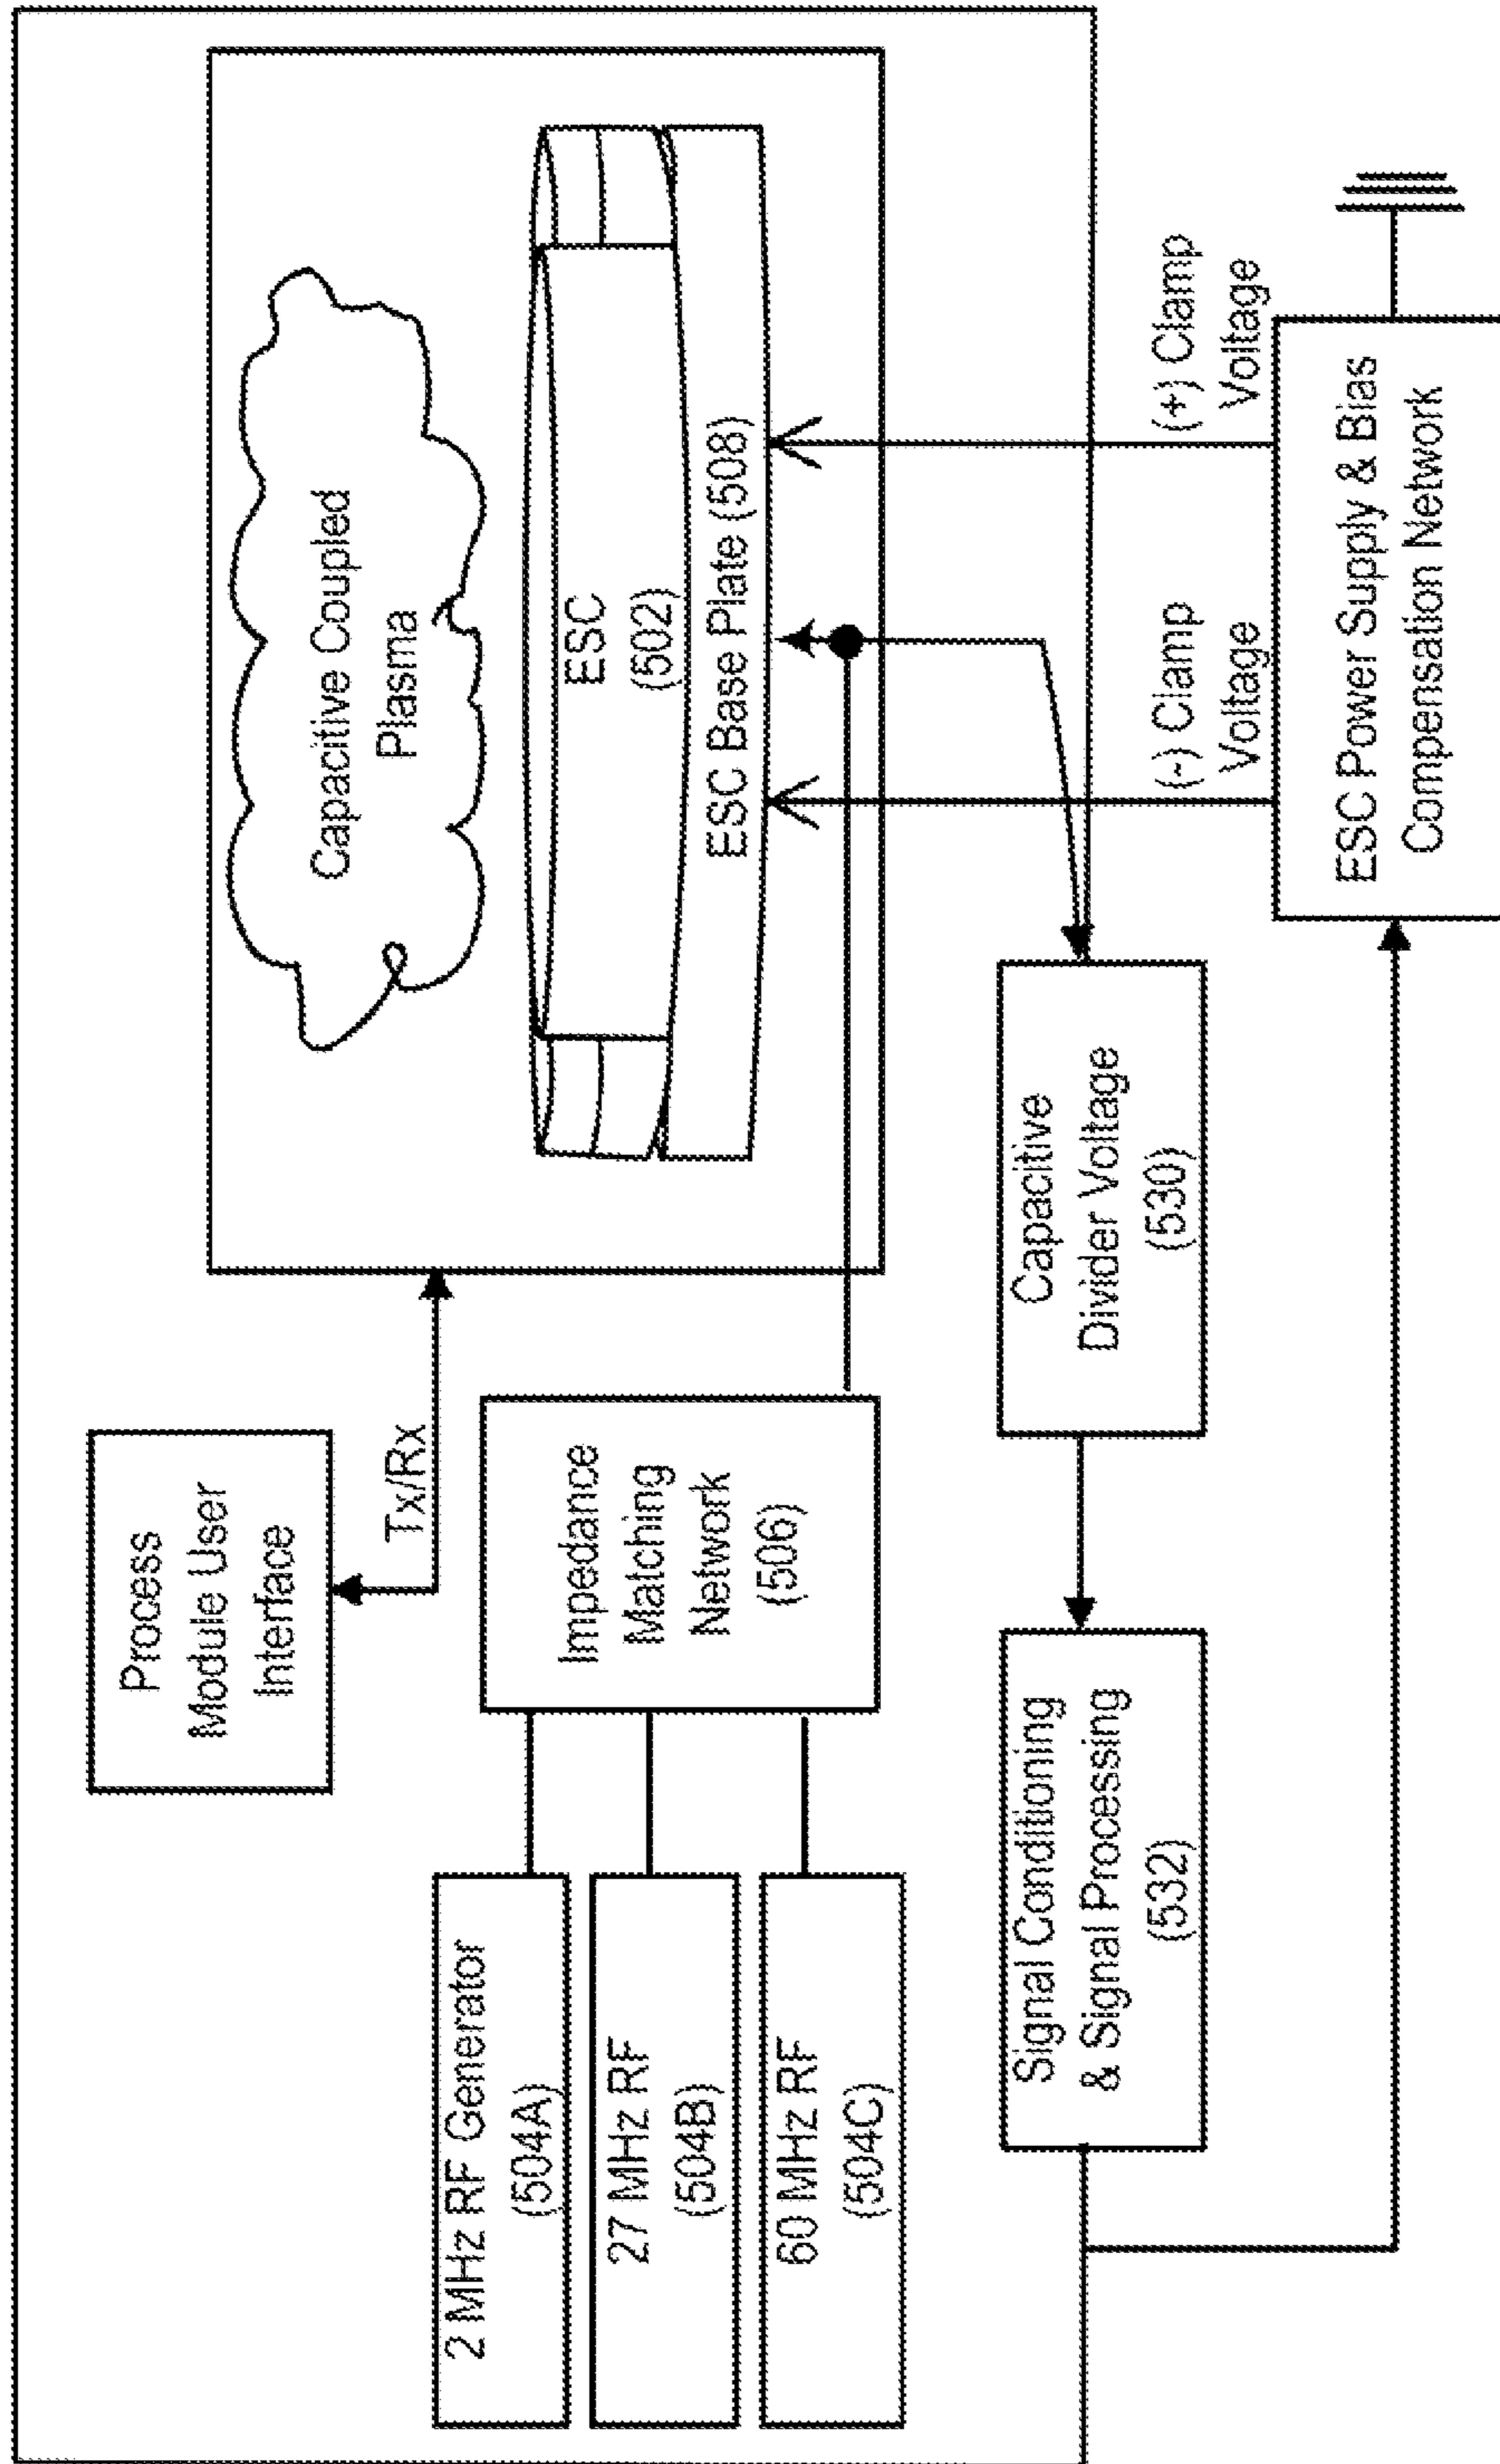 Process
Module User
Interface
Tx/Rx
Capacitive Coupled
Plasma
2 MHz RF Generator
(504A)
27 MHz RF
(504B)
60 MHz RF
(504C)
Impedance
Matching
Network
(506)
ESC
(502)
ESC Base Plate (508)
Signal Conditioning
& Signal Processing
(532)
Capacitive
Divider Voltage
(530)
(-) Clamp
Voltage
(+) Clamp
Voltage
ESC Power Supply & Bias
Compensation Network